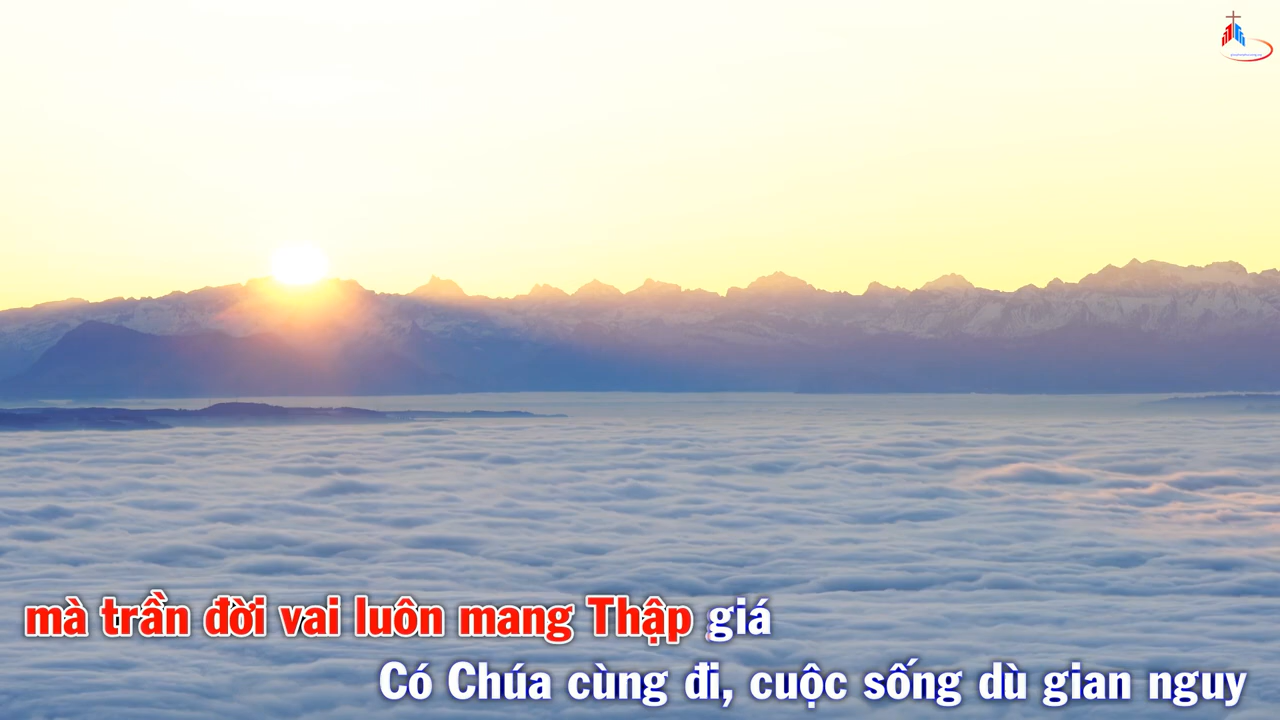 mà trần đời vai luôn mang Thập giá
Có Chúa cùng đi, cuộc sống dù gian nguy